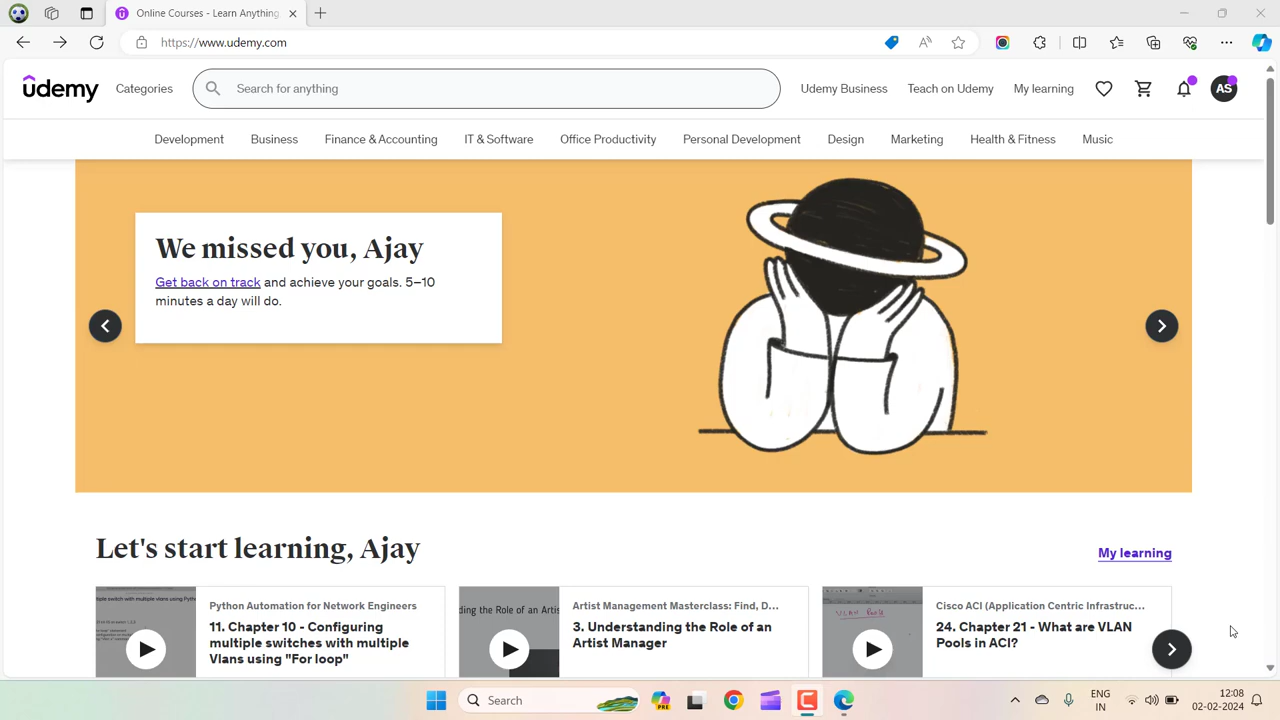 Online Courses - Learn Anything
https://www.udemy.com
udemy
Categories
Search for anything
Udemy Business
Teach on Udemy
My learning
AS
Development
Business
Finance & Accounting
IT & Software
Office Productivity
Personal Development
Design
Marketing
Health & Fitness
Music
We missed you, Ajay
Get back on track and achieve your goals. 5–10
minutes a day will do.
Let's start learning, Ajay
My learning
Python Automation for Network Engineers
11. Chapter 10 - Configuring
multiple switches with multiple
Vlans using "For loop"
Artist Management Masterclass: Find, D...
3. Understanding the Role of an
Artist Manager
VLAN Pools
Cisco ACI (Application Centric Infrastruc...
24. Chapter 21 - What are VLAN
Pools in ACI?
Search
PRE
ENG
IN
12:08
02-02-2024